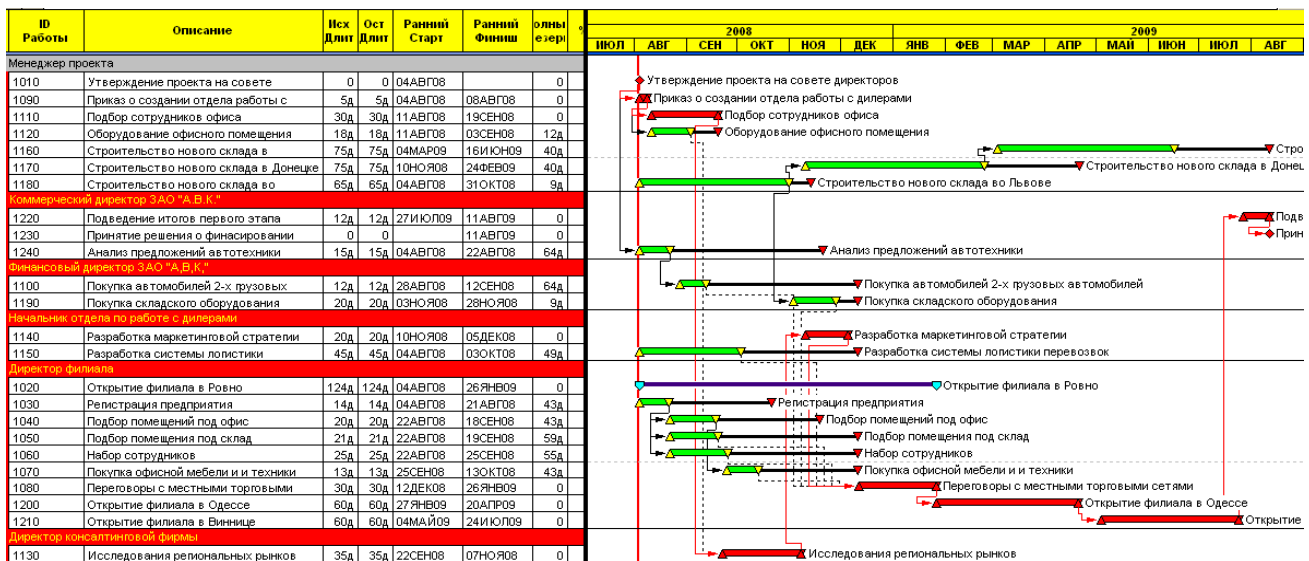 ID Работы Описание Исх Длит Ост Длит Ранний Старт Ранний Финиш олны езерв %
2008 2009
ИЮЛ АВГ СЕН ОКТ НОЯ ДЕК ЯНВ ФЕВ МАР АПР МАЙ ИЮН ИЮЛ АВГ
Менеджер проекта
1010 Утверждение проекта на совете 0 0 04АВГ08 0 Утверждение проекта на совете директоров
1090 Приказ о создании отдела работы с 5д 5д 04АВГ08 08АВГ08 0 Приказ о создании отдела работы с дилерами
1110 Подбор сотрудников офиса 30д 30д 11АВГ08 19СЕН08 0 Подбор сотрудников офиса
1120 Оборудование офисного помещения 18д 18д 11АВГ08 03СЕН08 12д Оборудование офисного помещения
1160 Строительство нового склада в 75д 75д 04МАР09 16ИЮН09 40д Стро
1170 Строительство нового склада в Донецке 75д 75д 10НОЯ08 24ФЕВ09 40д Строительство нового склада в Донец
1180 Строительство нового склада во 65д 65д 04АВГ08 31ОКТ08 9д Строительство нового склада во Львове
Коммерческий директор ЗАО "А.В.К."
1220 Подведение итогов первого этапа 12д 12д 27ИЮЛ09 11АВГ09 0 Подв
1230 Принятие решения о финасировании 0 0 11АВГ09 0 Прин
1240 Анализ предложений автотехники 15д 15д 04АВГ08 22АВГ08 64д Анализ предложений автотехники
Финансовый директор ЗАО "А,В,К,"
1100 Покупка автомобилей 2-х грузовых 12д 12д 28АВГ08 12СЕН08 64д Покупка автомобилей 2-х грузовых автомобилей
1190 Покупка складского оборудования 20д 20д 03НОЯ08 28НОЯ08 9д Покупка складского оборудования
Начальник отдела по работе с дилерами
1140 Разработка маркетинговой стратегии 20д 20д 10НОЯ08 05ДЕК08 0 Разработка маркетинговой стратегии
1150 Разработка системы логистики 45д 45д 04АВГ08 03ОКТ08 49д Разработка системы логистики перевозвок
Директор филиала
1020 Открытие филиала в Ровно 124д 124д 04АВГ08 26ЯНВ09 0 Открытие филиала в Ровно
1030 Регистрация предприятия 14д 14д 04АВГ08 21АВГ08 43д Регистрация предприятия
1040 Подбор помещений под офис 20д 20д 22АВГ08 18СЕН08 43д Подбор помещений под офис
1050 Подбор помещения под склад 21д 21д 22АВГ08 19СЕН08 59д Подбор помещения под склад
1060 Набор сотрудников 25д 25д 22АВГ08 25СЕН08 55д Набор сотрудников
1070 Покупка офисной мебели и и техники 13д 13д 25СЕН08 13ОКТ08 43д Покупка офисной мебели и и техники
1080 Переговоры с местными торговыми 30д 30д 12ДЕК08 26ЯНВ09 0 Переговоры с местными торговыми сетями
1200 Открытие филиала в Одессе 60д 60д 27ЯНВ09 20АПР09 0 Открытие филиала в Одессе
1210 Открытие филиала в Виннице 60д 60д 04МАЙ09 24ИЮЛ09 0 Открытие
Директор консалтинговой фирмы
1130 Исследования региональных рынков 35д 35д 22СЕН08 07НОЯ08 0 Исследования региональных рынков